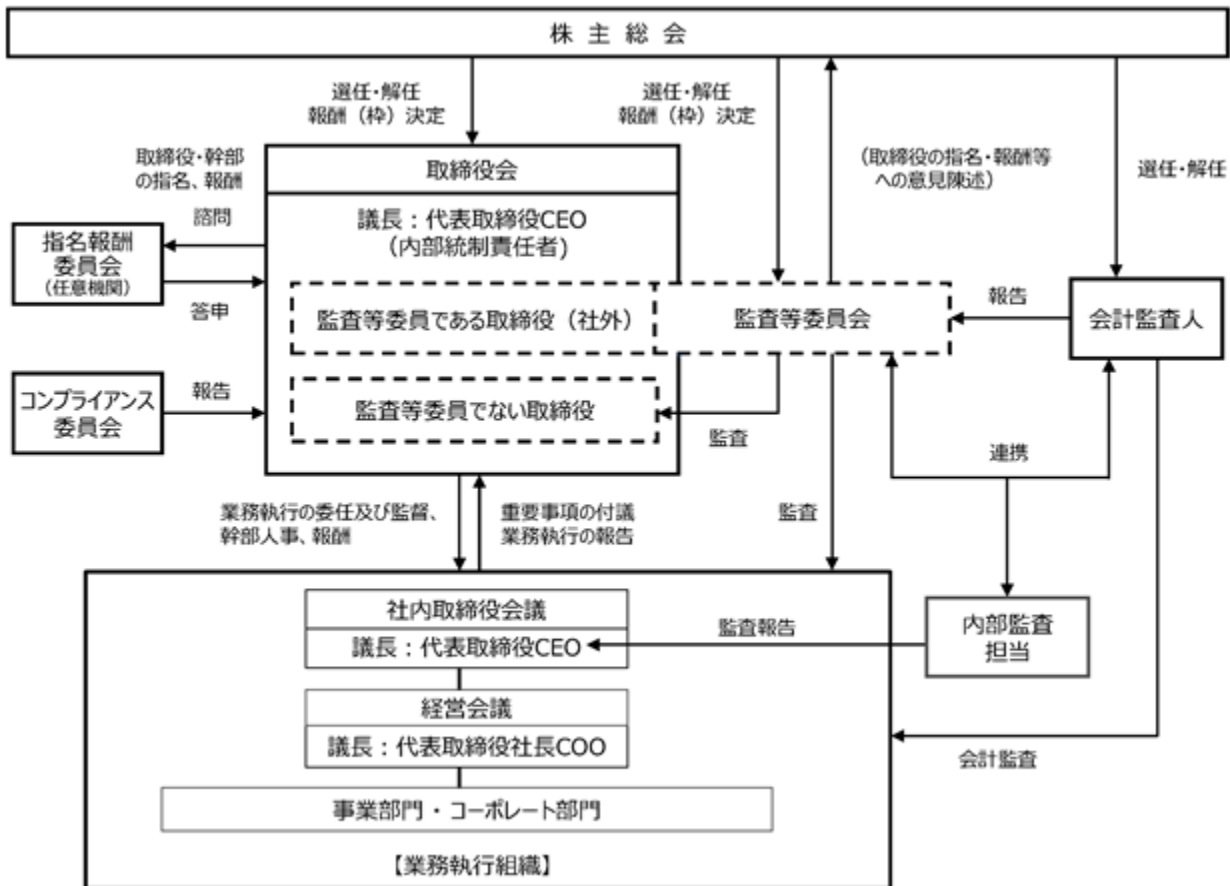 株主総会
選任・解任
報酬（枠）決定
選任・解任
報酬（枠）決定
（取締役の指名・報酬等
への意見陳述）
選任・解任
取締役・幹部
の指名、報酬
諮問
指名報酬
委員会
（任意機関）
答申
取締役会
議長：代表取締役CEO
（内部統制責任者）
監査等委員である取締役（社外）
監査等委員会
報告
会計監査人
コンプライアンス
委員会
報告
監査等委員でない取締役
監査
連携
業務執行の委任及び監督、
幹部人事、報酬
重要事項の付議
業務執行の報告
監査
社内取締役会議
議長：代表取締役CEO
監査報告
内部監査
担当
経営会議
議長：代表取締役社長COO
会計監査
事業部門・コーポレート部門
【業務執行組織】